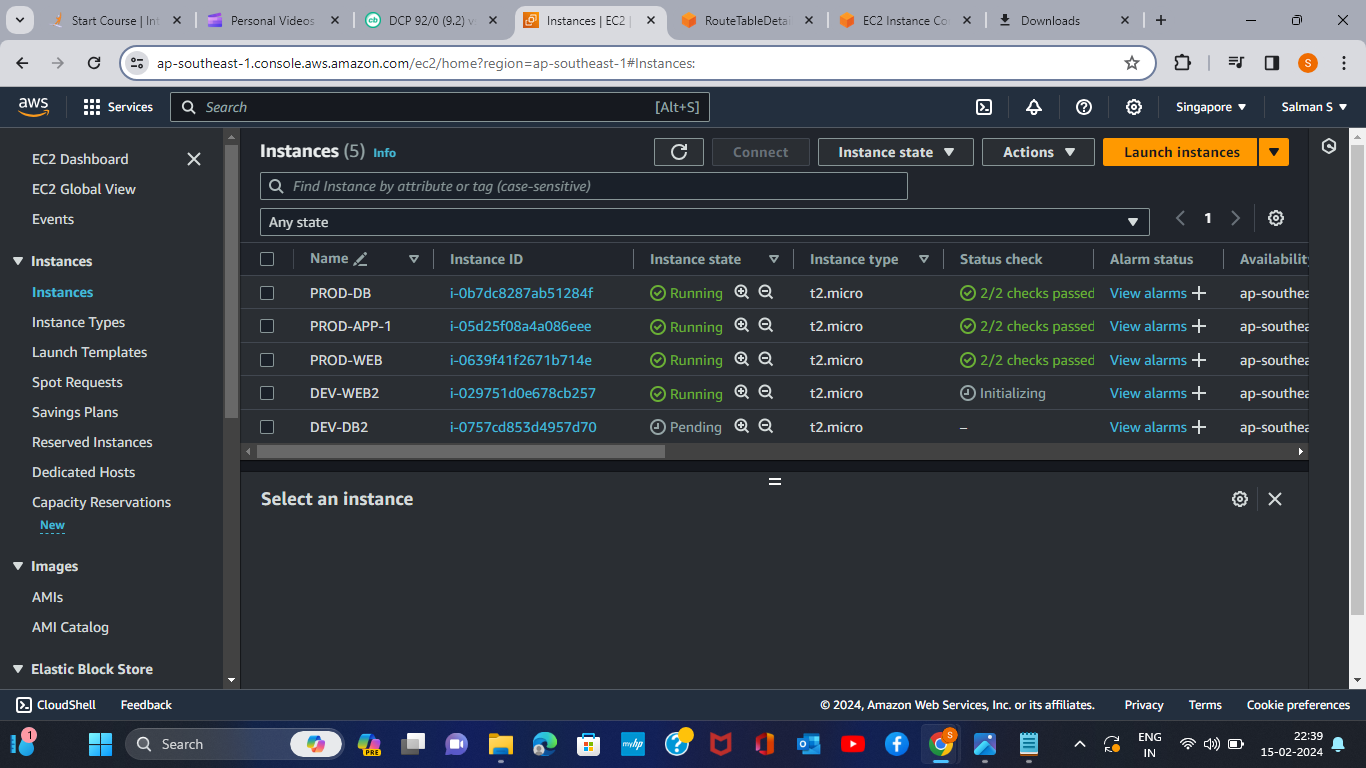 Start Course | Int
Personal Videos
DCP 92/0 (9.2) v
Instances | EC2 |
RouteTableDetai
EC2 Instance Co
Downloads
ap-southeast-1.console.aws.amazon.com/ec2/home?region=ap-southeast-1#Instances:
S
aws Services Search [Alt+S] Singapore Salman S
EC2 Dashboard
EC2 Global View
Events
Instances
Instances
Instance Types
Launch Templates
Spot Requests
Savings Plans
Reserved Instances
Dedicated Hosts
Capacity Reservations
New
Images
AMIs
AMI Catalog
Elastic Block Store
Instances (5) Info Connect Instance state Actions Launch instances
Find Instance by attribute or tag (case-sensitive)
Any state 1
Name Instance ID Instance state Instance type Status check Alarm status Availability
PROD-DB i-0b7dc8287ab51284f Running t2.micro 2/2 checks passed View alarms ap-southea
PROD-APP-1 i-05d25f08a4a086eee Running t2.micro 2/2 checks passed View alarms ap-southea
PROD-WEB i-0639f41f2671b714e Running t2.micro 2/2 checks passed View alarms ap-southea
DEV-WEB2 i-029751d0e678cb257 Running t2.micro Initializing View alarms ap-southea
DEV-DB2 i-0757cd853d4957d70 Pending t2.micro – View alarms ap-southea
Select an instance
CloudShell Feedback © 2024, Amazon Web Services, Inc. or its affiliates. Privacy Terms Cookie preferences
1 Search PRE myhp S ENG
IN
22:39
15-02-2024